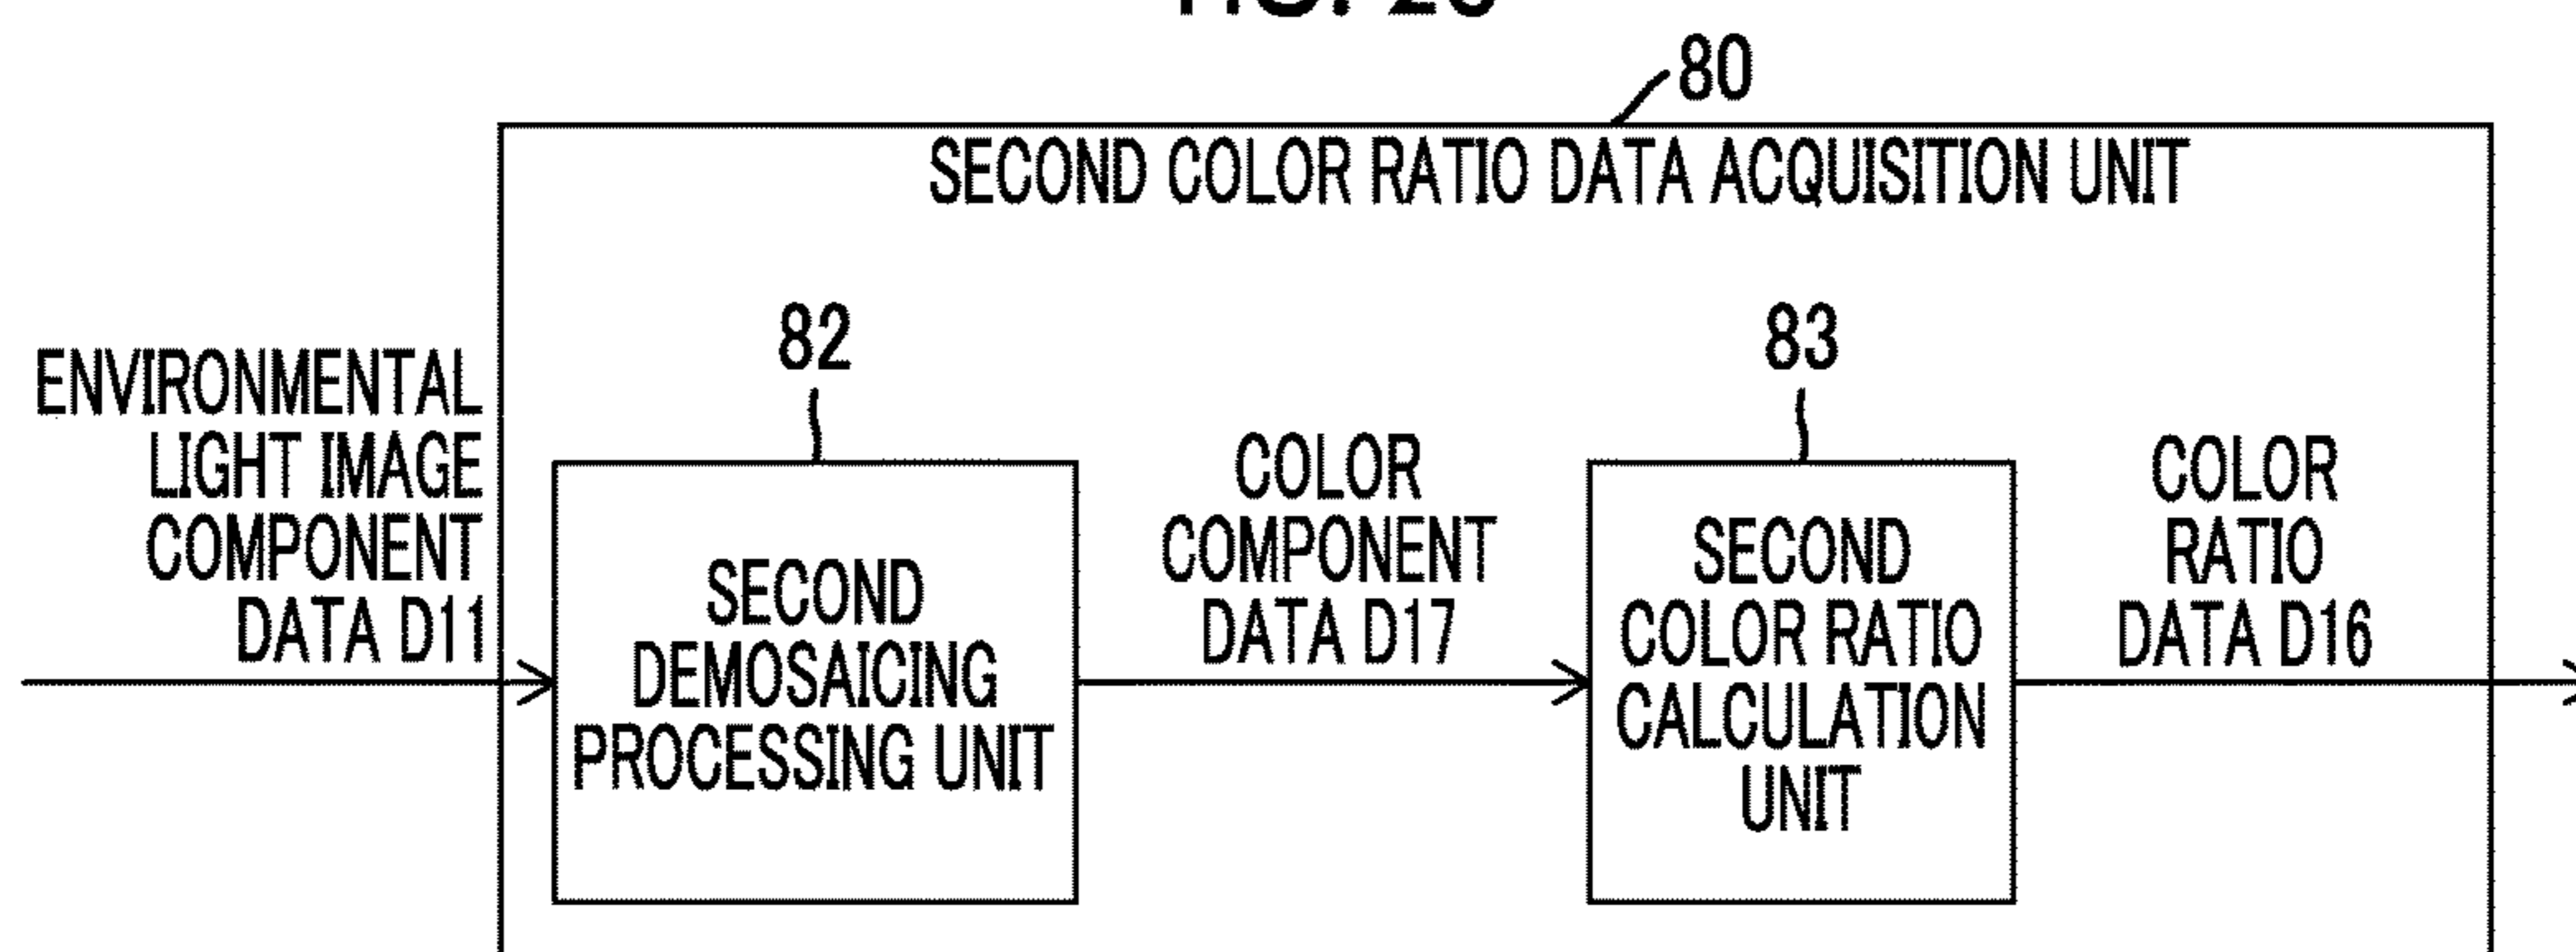 80
SECOND COLOR RATIO DATA ACQUISITION UNIT
ENVIRONMENTAL
LIGHT IMAGE
COMPONENT
DATA D11
82
SECOND
DEMOSAICING
PROCESSING UNIT
COLOR
COMPONENT
DATA D17
83
SECOND
COLOR RATIO
CALCULATION
UNIT
COLOR
RATIO
DATA D16